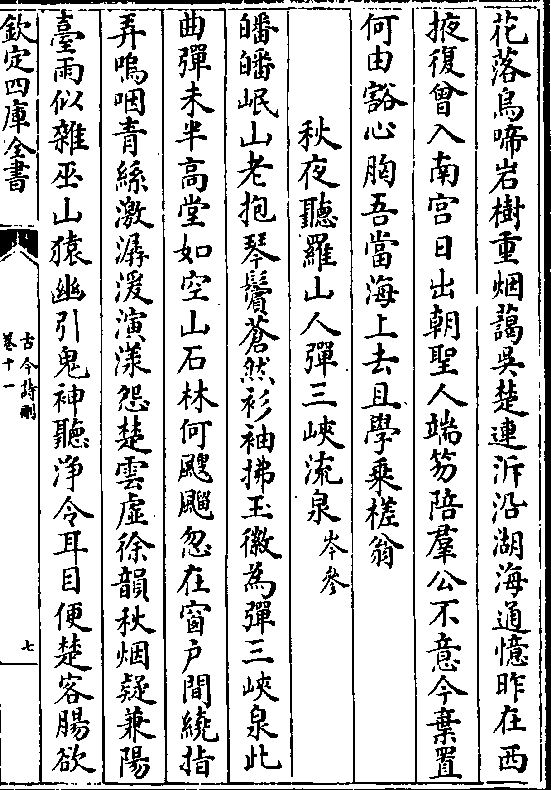 花落鳥啼岩樹重烟藹吳楚連泝沿湖海通憶昨在西
掖復曾入南宫日出朝聖人端笏陪羣公不意今棄置
何由豁心胸吾當海上去且學乗槎翁
秋夜聽羅山人彈三峽流泉 岑參
皤皤岷山老抱琴鬢蒼然衫袖拂玉徽為彈三峽泉此
曲彈未半高堂如空山石林何颼飀忽在窗户間繞指
弄嗚咽青絲激潺湲演漾怨楚雲虚徐韻秋烟疑兼陽
臺雨似雜巫山猿幽引鬼神聽浄令耳目便楚客腸欲
欽定四庫全書
古今詩刪
卷十一
七